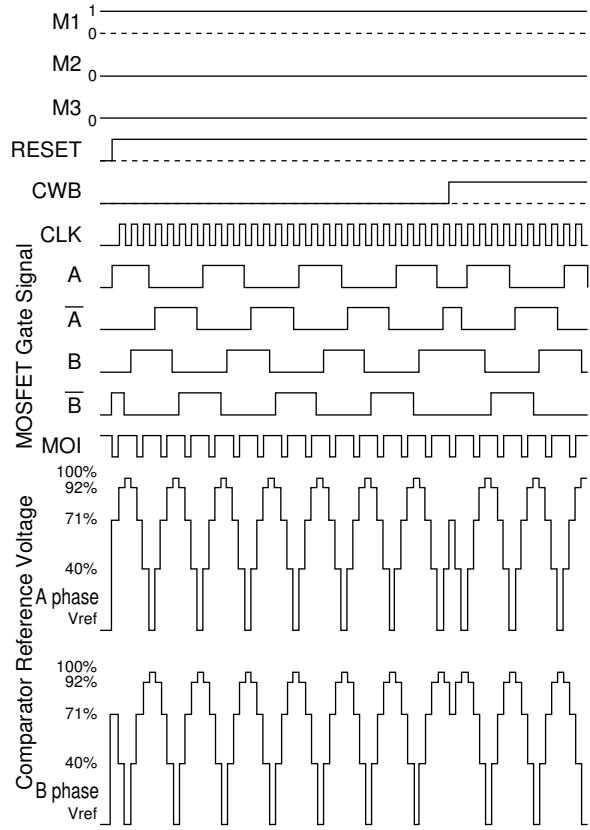 M1 1
0
M2
0
M3
0
RESET
CWB
CLK
MOSFET Gate Signal
A
A̅
B
B̅
MOI
Comparator Reference Voltage
100%
92%
71%
40%
A phase
Vref
100%
92%
71%
40%
B phase
Vref